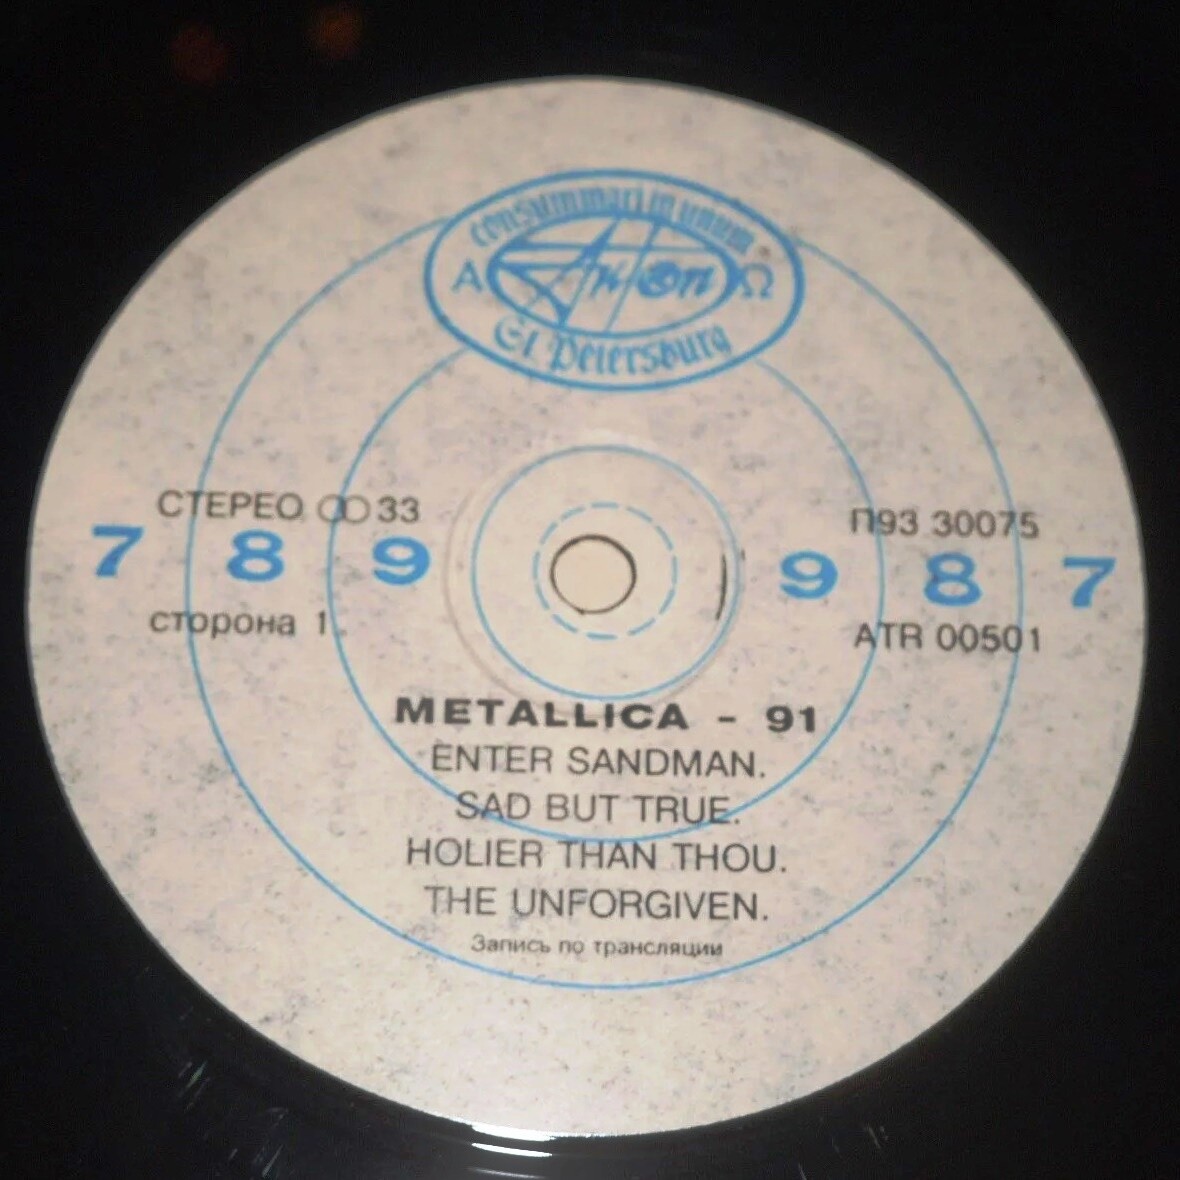 consummari in unum
Α Ω
St Petersburg
СТЕРЕО 33
П93 30075
7 8 9
9 8 7
сторона 1
ATR 00501
METALLICA - 91
ENTER SANDMAN.
SAD BUT TRUE.
HOLIER THAN THOU.
THE UNFORGIVEN.
Запись по трансляции